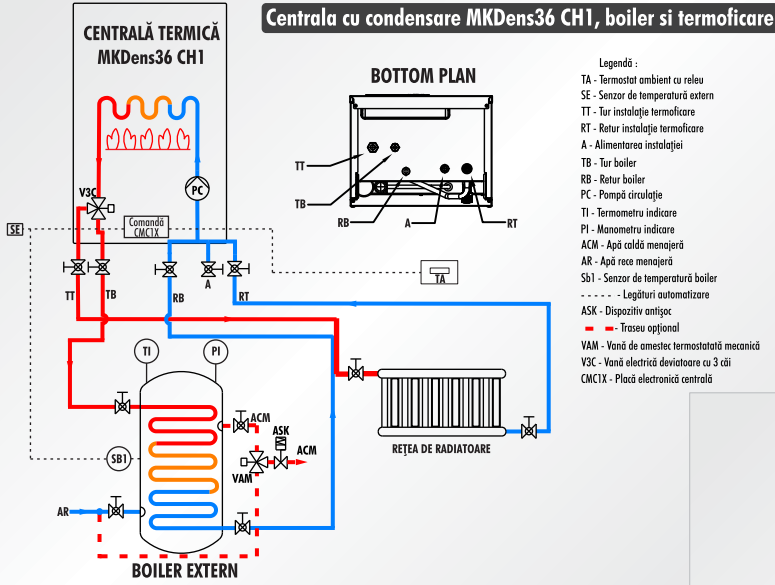 Centrala cu condensare MKDens36 CH1, boiler si termoficare
CENTRALĂ TERMICĂ
MKDens36 CH1
BOTTOM PLAN
TT
TB
RB
A
RT
V3C
PC
Comandă
CMC1X
SE
TT
TB
RB
A
RT
TA
TI
PI
ACM
ASK
ACM
SB1
VAM
AR
REȚEA DE RADIATOARE
BOILER EXTERN
Legendă :
TA - Termostat ambient cu releu
SE - Senzor de temperatură extern
TT - Tur instalație termoficare
RT - Retur instalație termoficare
A - Alimentarea instalației
TB - Tur boiler
RB - Retur boiler
PC - Pompă circulație
TI - Termometru indicare
PI - Manometru indicare
ACM - Apă caldă menajeră
AR - Apă rece menajeră
Sb1 - Senzor de temperatură boiler
- Legături automatizare
ASK - Dispozitiv antișoc
- Traseu opțional
VAM - Vană de amestec termostatată mecanică
V3C - Vană electrică deviatoare cu 3 căi
CMC1X - Placă electronică centrală